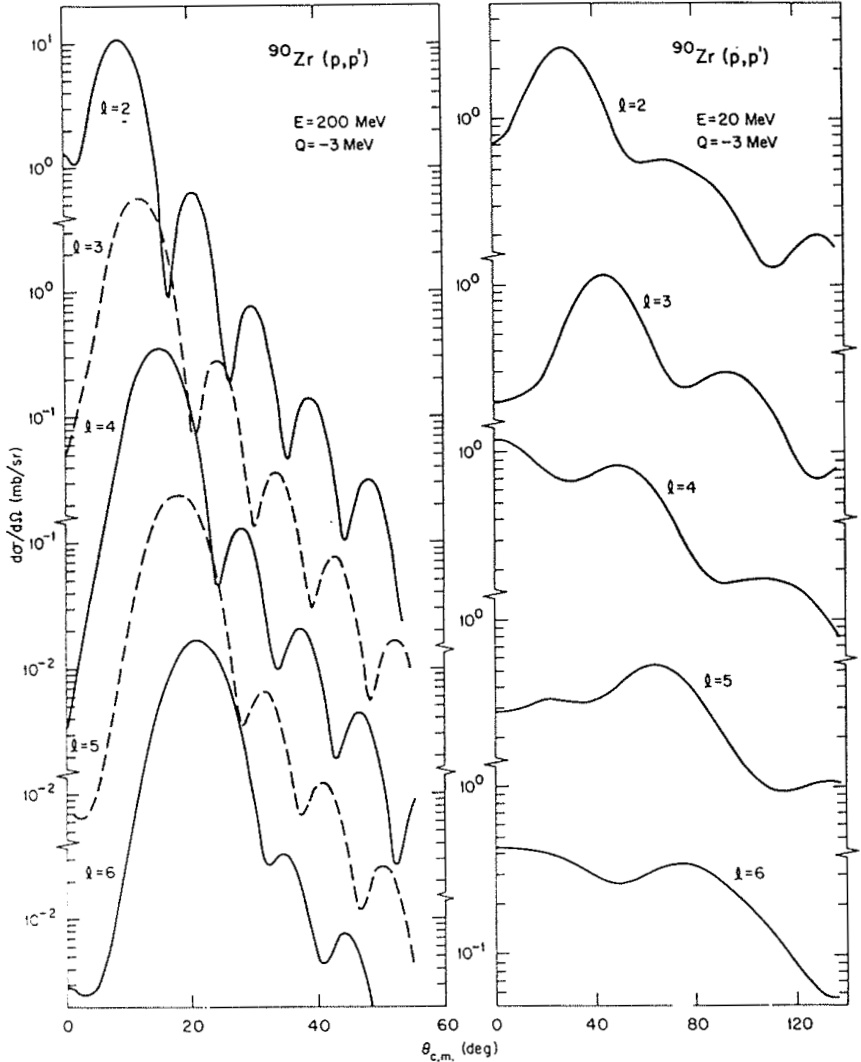 ⁹⁰Zr (p,p')
E=200 MeV
Q=-3 MeV
ℓ=2
ℓ=3
ℓ=4
ℓ=5
ℓ=6
10¹
10⁰
10⁰
10⁻¹
10⁻¹
10⁻²
10⁻²
10⁻²
dσ/dΩ (mb/sr)
0 20 40 60
⁹⁰Zr (p,p')
E=20 MeV
Q=-3 MeV
ℓ=2
ℓ=3
ℓ=4
ℓ=5
ℓ=6
10⁰
10⁰
10⁰
10⁰
10⁰
10⁻¹
0 40 80 120
θc.m. (deg)